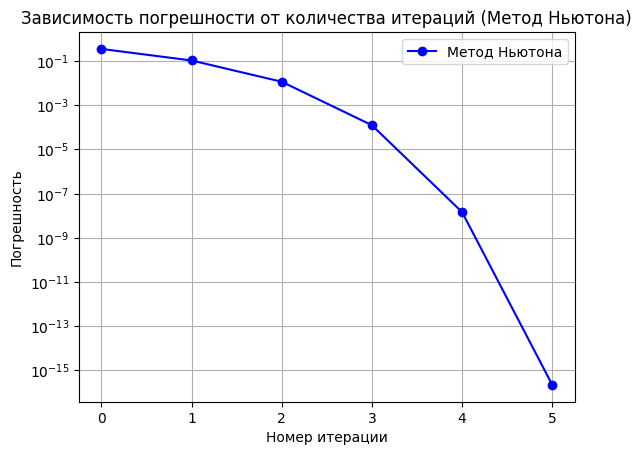 Зависимость погрешности от количества итераций (Метод Ньютона)
Метод Ньютона
Погрешность
10⁻¹
10⁻³
10⁻⁵
10⁻⁷
10⁻⁹
10⁻¹¹
10⁻¹³
10⁻¹⁵
0 1 2 3 4 5
Номер итерации